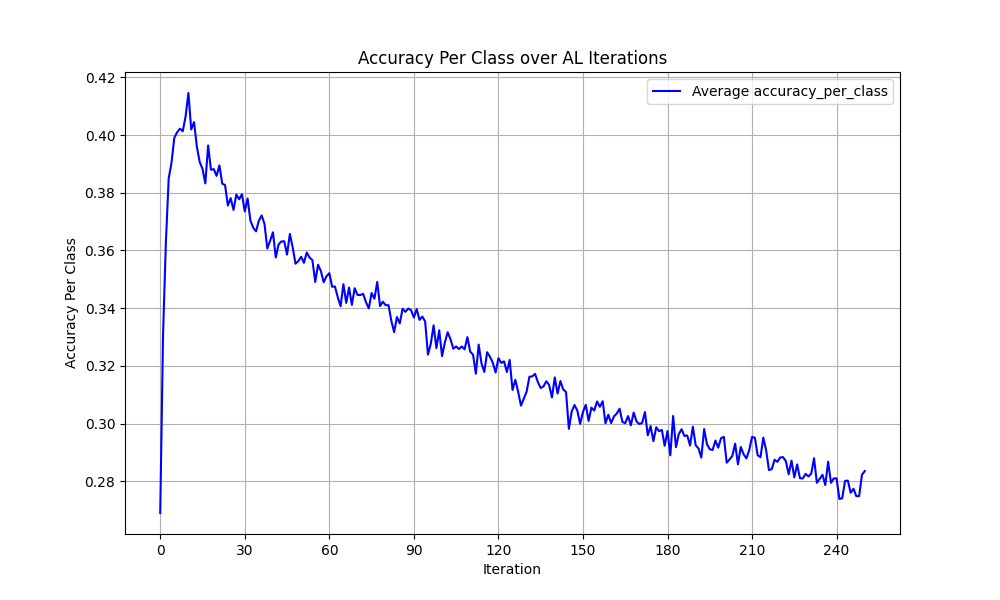 Accuracy Per Class over AL Iterations
Average accuracy_per_class
Accuracy Per Class
0.42
0.40
0.38
0.36
0.34
0.32
0.30
0.28
0 30 60 90 120 150 180 210 240
Iteration